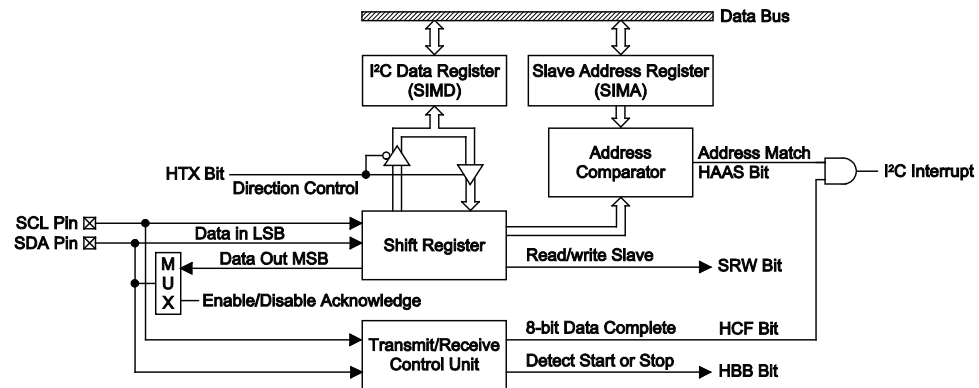 Data Bus
I²C Data Register
(SIMD)
Slave Address Register
(SIMA)
Address
Comparator
Address Match
HAAS Bit
I²C Interrupt
HTX Bit
Direction Control
SCL Pin
SDA Pin
Data in LSB
Shift Register
Data Out MSB
Read/write Slave
SRW Bit
M
U
X
Enable/Disable Acknowledge
Transmit/Receive
Control Unit
8-bit Data Complete
HCF Bit
Detect Start or Stop
HBB Bit